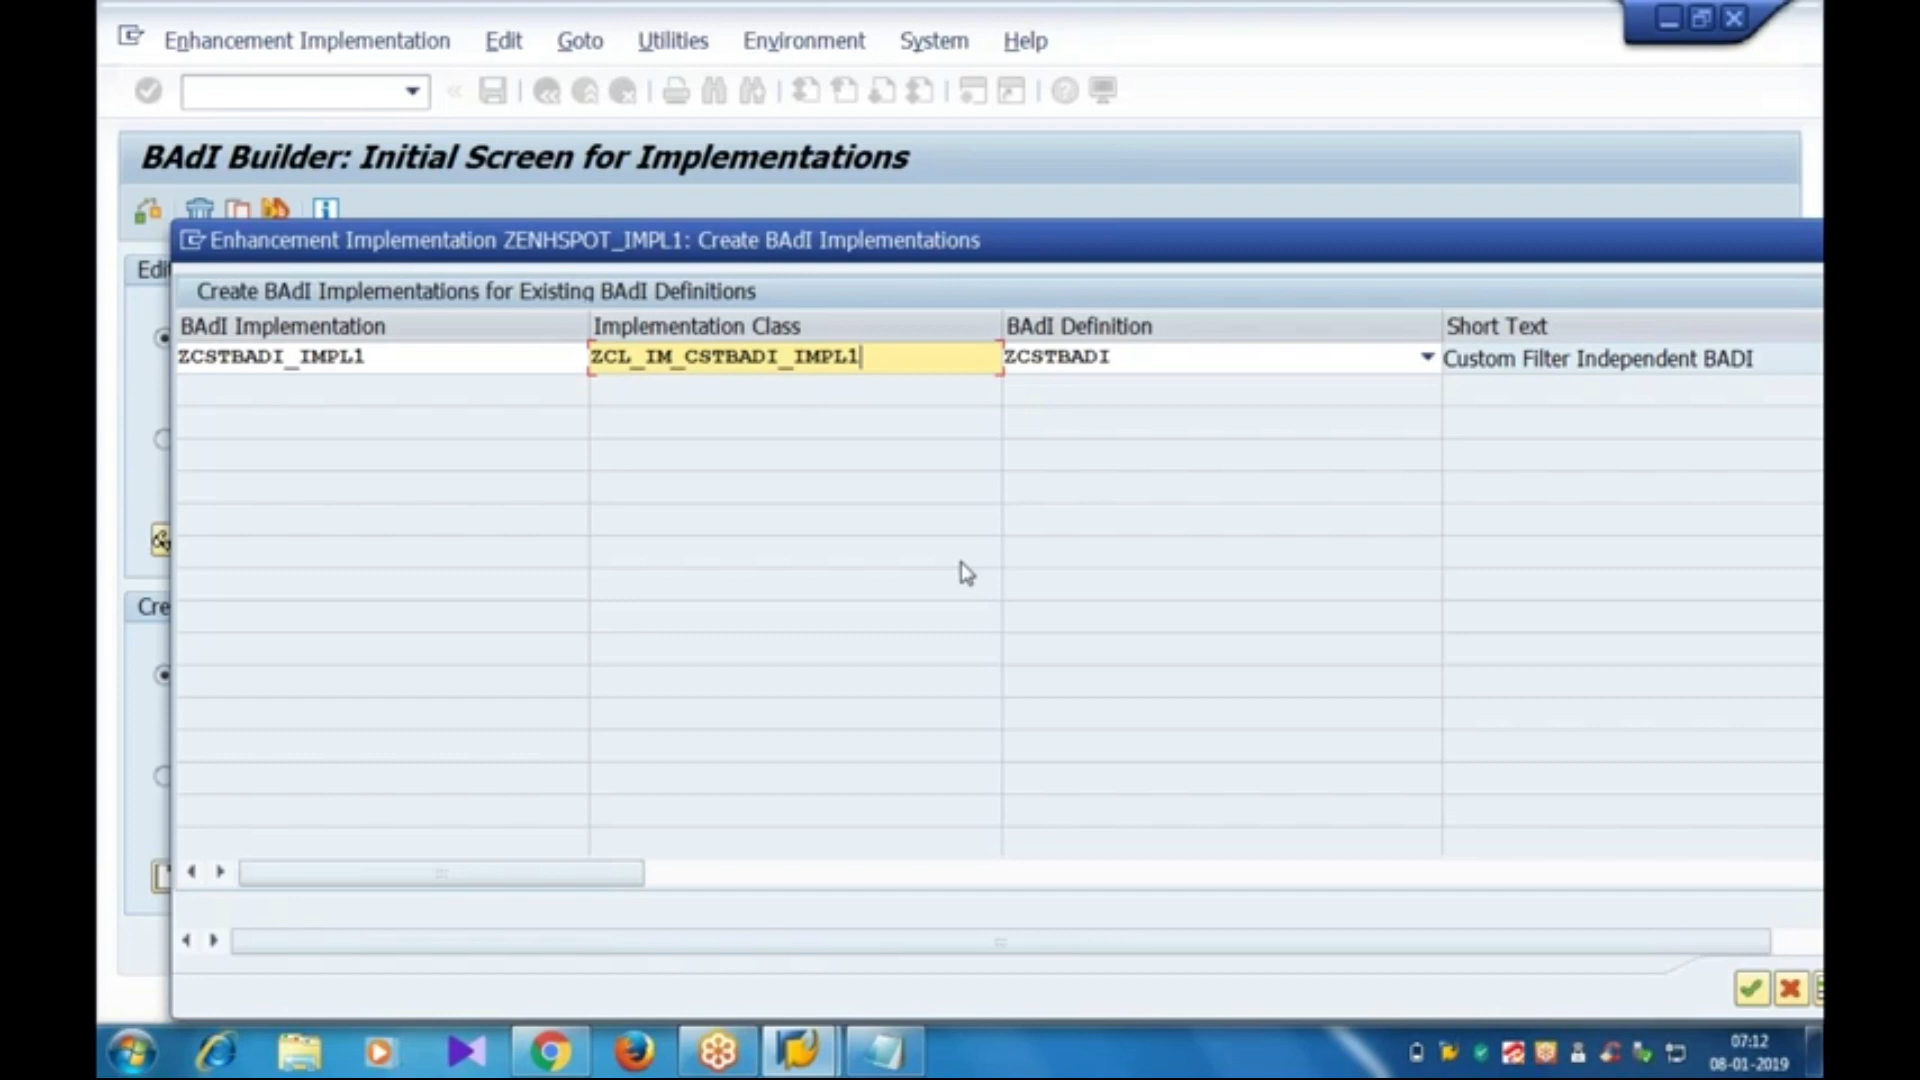 Enhancement Implementation Edit Goto Utilities Environment System Help
BAdI Builder: Initial Screen for Implementations
Enhancement Implementation ZENHSPOT_IMPL1: Create BAdI Implementations
Edi
Create BAdI Implementations for Existing BAdI Definitions
BAdI Implementation Implementation Class BAdI Definition Short Text
ZCSTBADI_IMPL1 ZCL_IM_CSTBADI_IMPL1 ZCSTBADI Custom Filter Independent BADI
Cre
07:12
08-01-2019